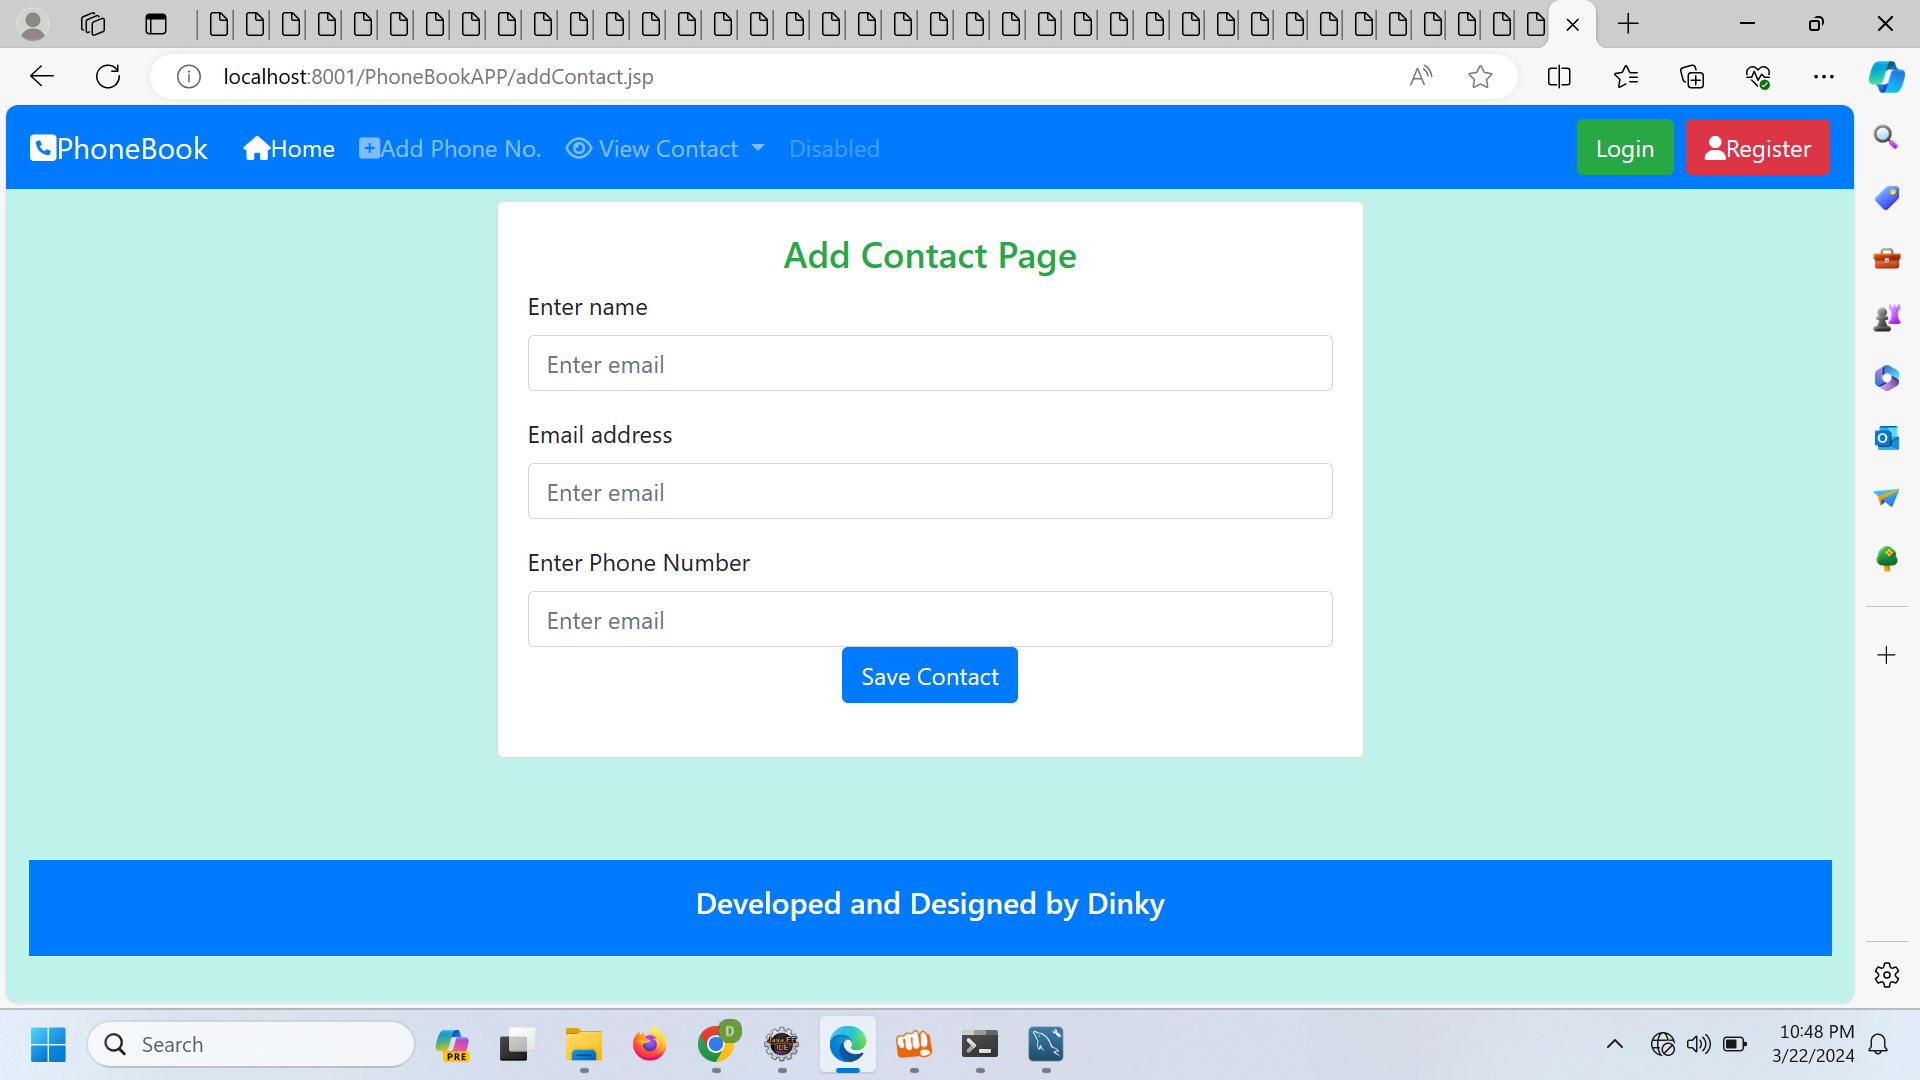 localhost:8001/PhoneBookAPP/addContact.jsp
PhoneBook Home Add Phone No. View Contact Disabled Login Register
Add Contact Page
Enter name
Enter email
Email address
Enter email
Enter Phone Number
Enter email
Save Contact
Developed and Designed by Dinky
Search
PRE
D
10:48 PM
3/22/2024